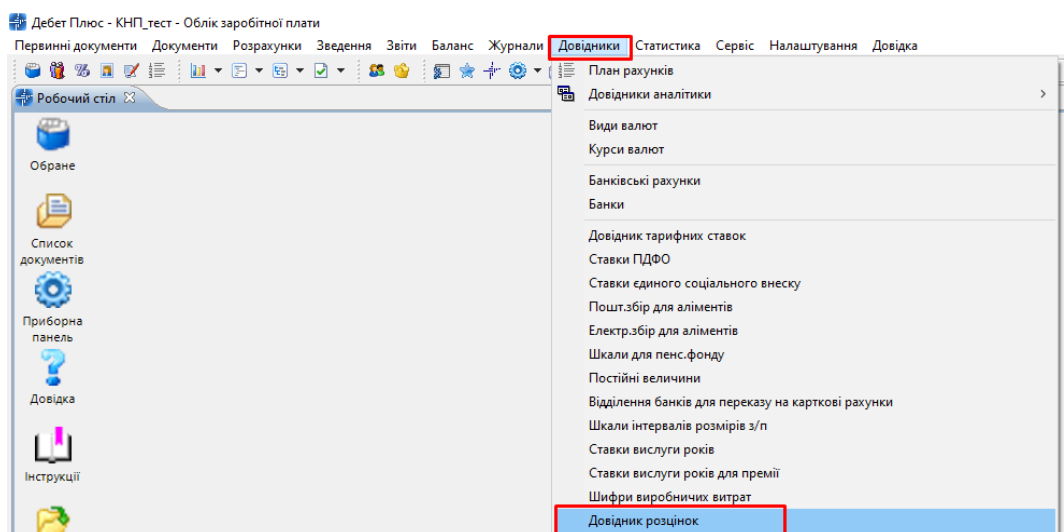 Дебет Плюс - КНП_тест - Облік заробітної плати
Первинні документи Документи Розрахунки Зведення Звіти Баланс Журнали Довідники Статистика Сервіс Налаштування Довідка
Робочий стіл
Обране
Список
документів
Приборна
панель
Довідка
Інструкції
План рахунків
Довідники аналітики
Види валют
Курси валют
Банківські рахунки
Банки
Довідник тарифних ставок
Ставки ПДФО
Ставки єдиного соціального внеску
Пошт.збір для аліментів
Електр.збір для аліментів
Шкали для пенс.фонду
Постійні величини
Відділення банків для переказу на карткові рахунки
Шкали інтервалів розмірів з/п
Ставки вислуги років
Ставки вислуги років для премії
Шифри виробничих витрат
Довідник розцінок